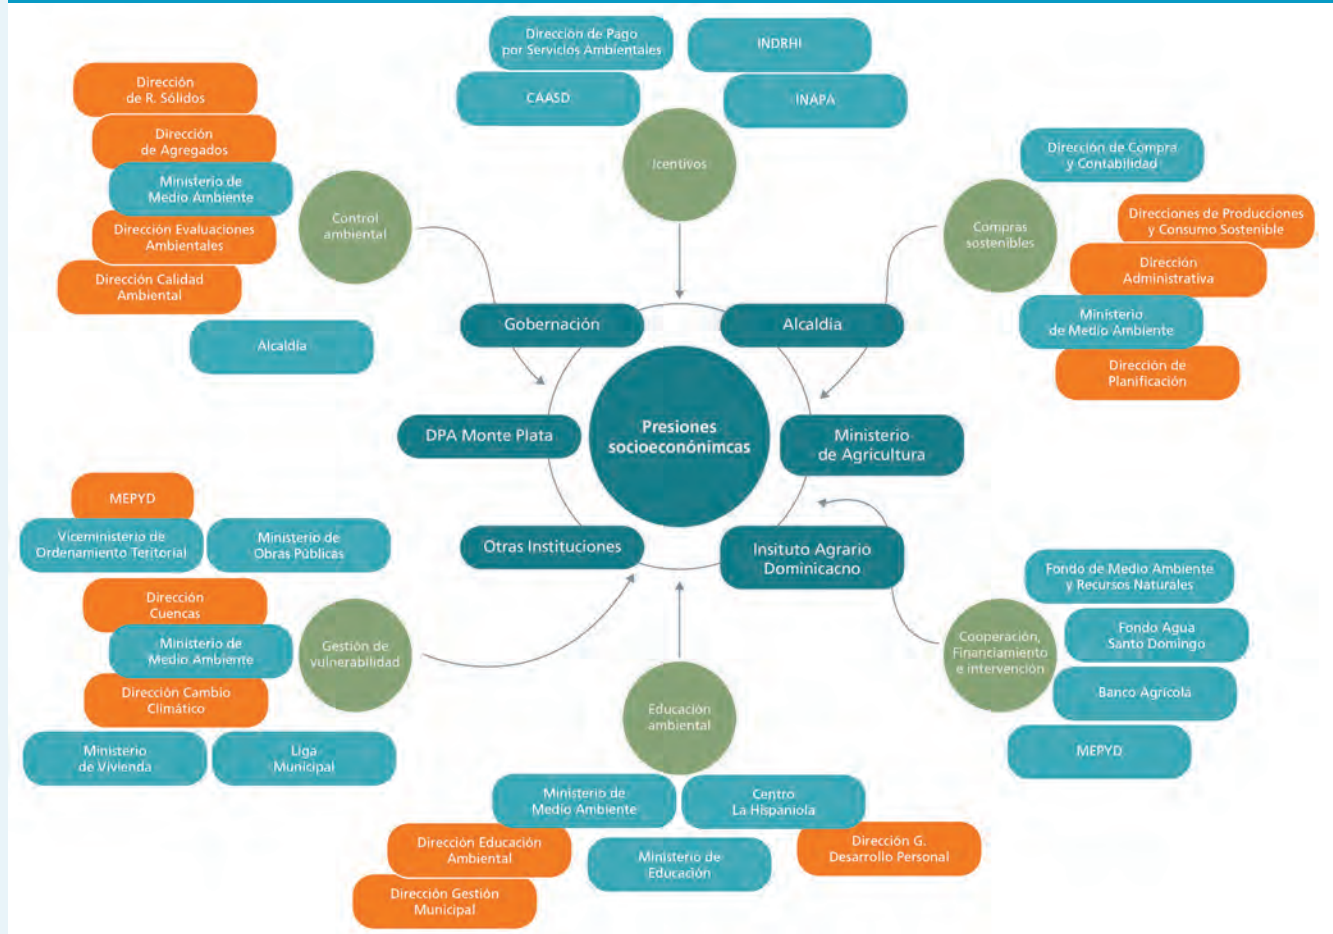 Dirección de Pago
por Servicios Ambientales
INDRHI
CAASD
INAPA
Icentivos
Dirección
de R. Sólidos
Dirección
de Agregados
Ministerio de
Medio Ambiente
Dirección Evaluaciones
Ambientales
Dirección Calidad
Ambiental
Alcaldía
Control
ambiental
Dirección de Compra
y Contabilidad
Direcciones de Producciones
y Consumo Sostenible
Dirección
Administrativa
Ministerio
de Medio Ambiente
Dirección de
Planificación
Compras
sostenibles
Gobernación
Alcaldía
DPA Monte Plata
Presiones
socioeconónimcas
Ministerio
de Agricultura
Otras Instituciones
Insituto Agrario
Dominicacno
MEPYD
Viceministerio de
Ordenamiento Teritorial
Ministerio de
Obras Públicas
Dirección
Cuencas
Ministerio de
Medio Ambiente
Dirección Cambio
Climático
Ministerio
de Vivienda
Liga
Municipal
Gestión de
vulnerabilidad
Fondo de Medio Ambiente
y Recursos Naturales
Fondo Agua
Santo Domingo
Banco Agrícola
MEPYD
Cooperación,
Financiamiento
e intervención
Educación
ambiental
Ministerio de
Medio Ambiente
Centro
La Hispaniola
Dirección Educación
Ambiental
Ministerio de
Educación
Dirección G.
Desarrollo Personal
Dirección Gestión
Municipal